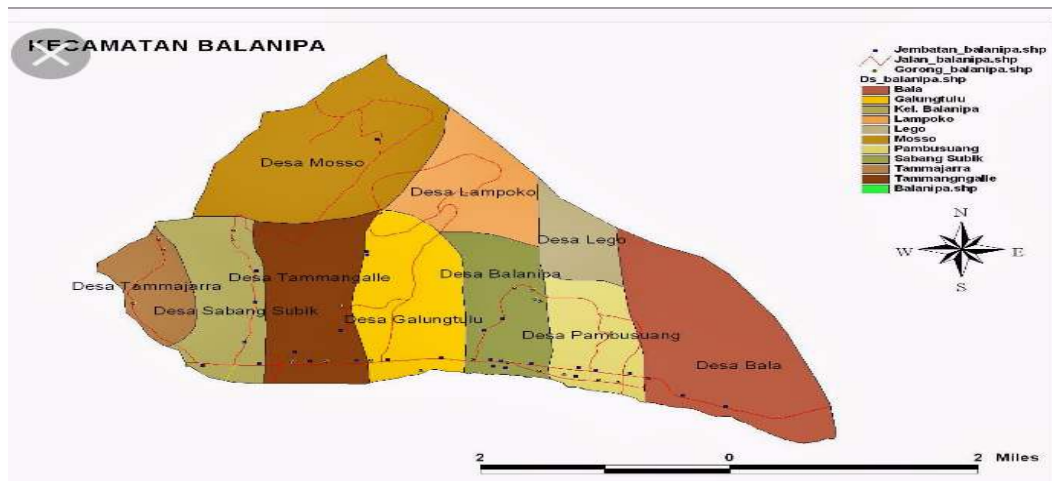 KECAMATAN BALANIPA
Jembatan_balanipa.shp
Jalan_balanipa.shp
Gorong_balanipa.shp
Ds_balanipa.shp
Bala
Galungtulu
Kel. Balanipa
Lampoko
Lego
Mosso
Pambusuang
Sabang Subik
Tammajarra
Tammangngalle
Balanipa.shp
Desa Mosso
Desa Lampoko
Desa Lego
Desa Balanipa
Desa Tammangalle
Desa Tammajarra
Desa Sabang Subik
Desa Galungtulu
Desa Pambusuang
Desa Bala
N
W E
S
2 0 2 Miles